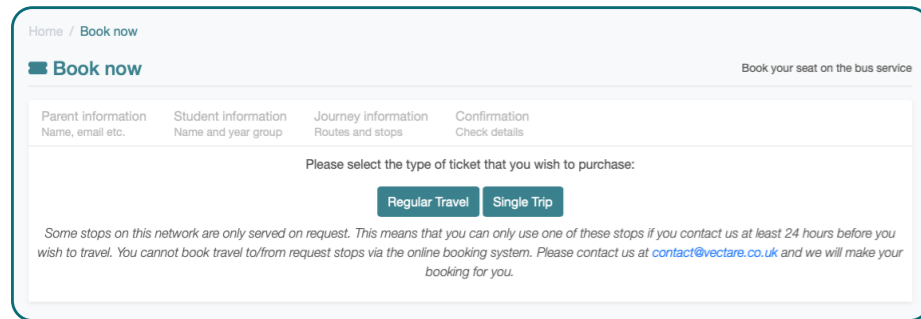 Home / Book now
Book now
Book your seat on the bus service
Parent information Student information Journey information Confirmation
Name, email etc. Name and year group Routes and stops Check details
Please select the type of ticket that you wish to purchase:
Regular Travel Single Trip
Some stops on this network are only served on request. This means that you can only use one of these stops if you contact us at least 24 hours before you
wish to travel. You cannot book travel to/from request stops via the online booking system. Please contact us at contact@vectare.co.uk and we will make your
booking for you.